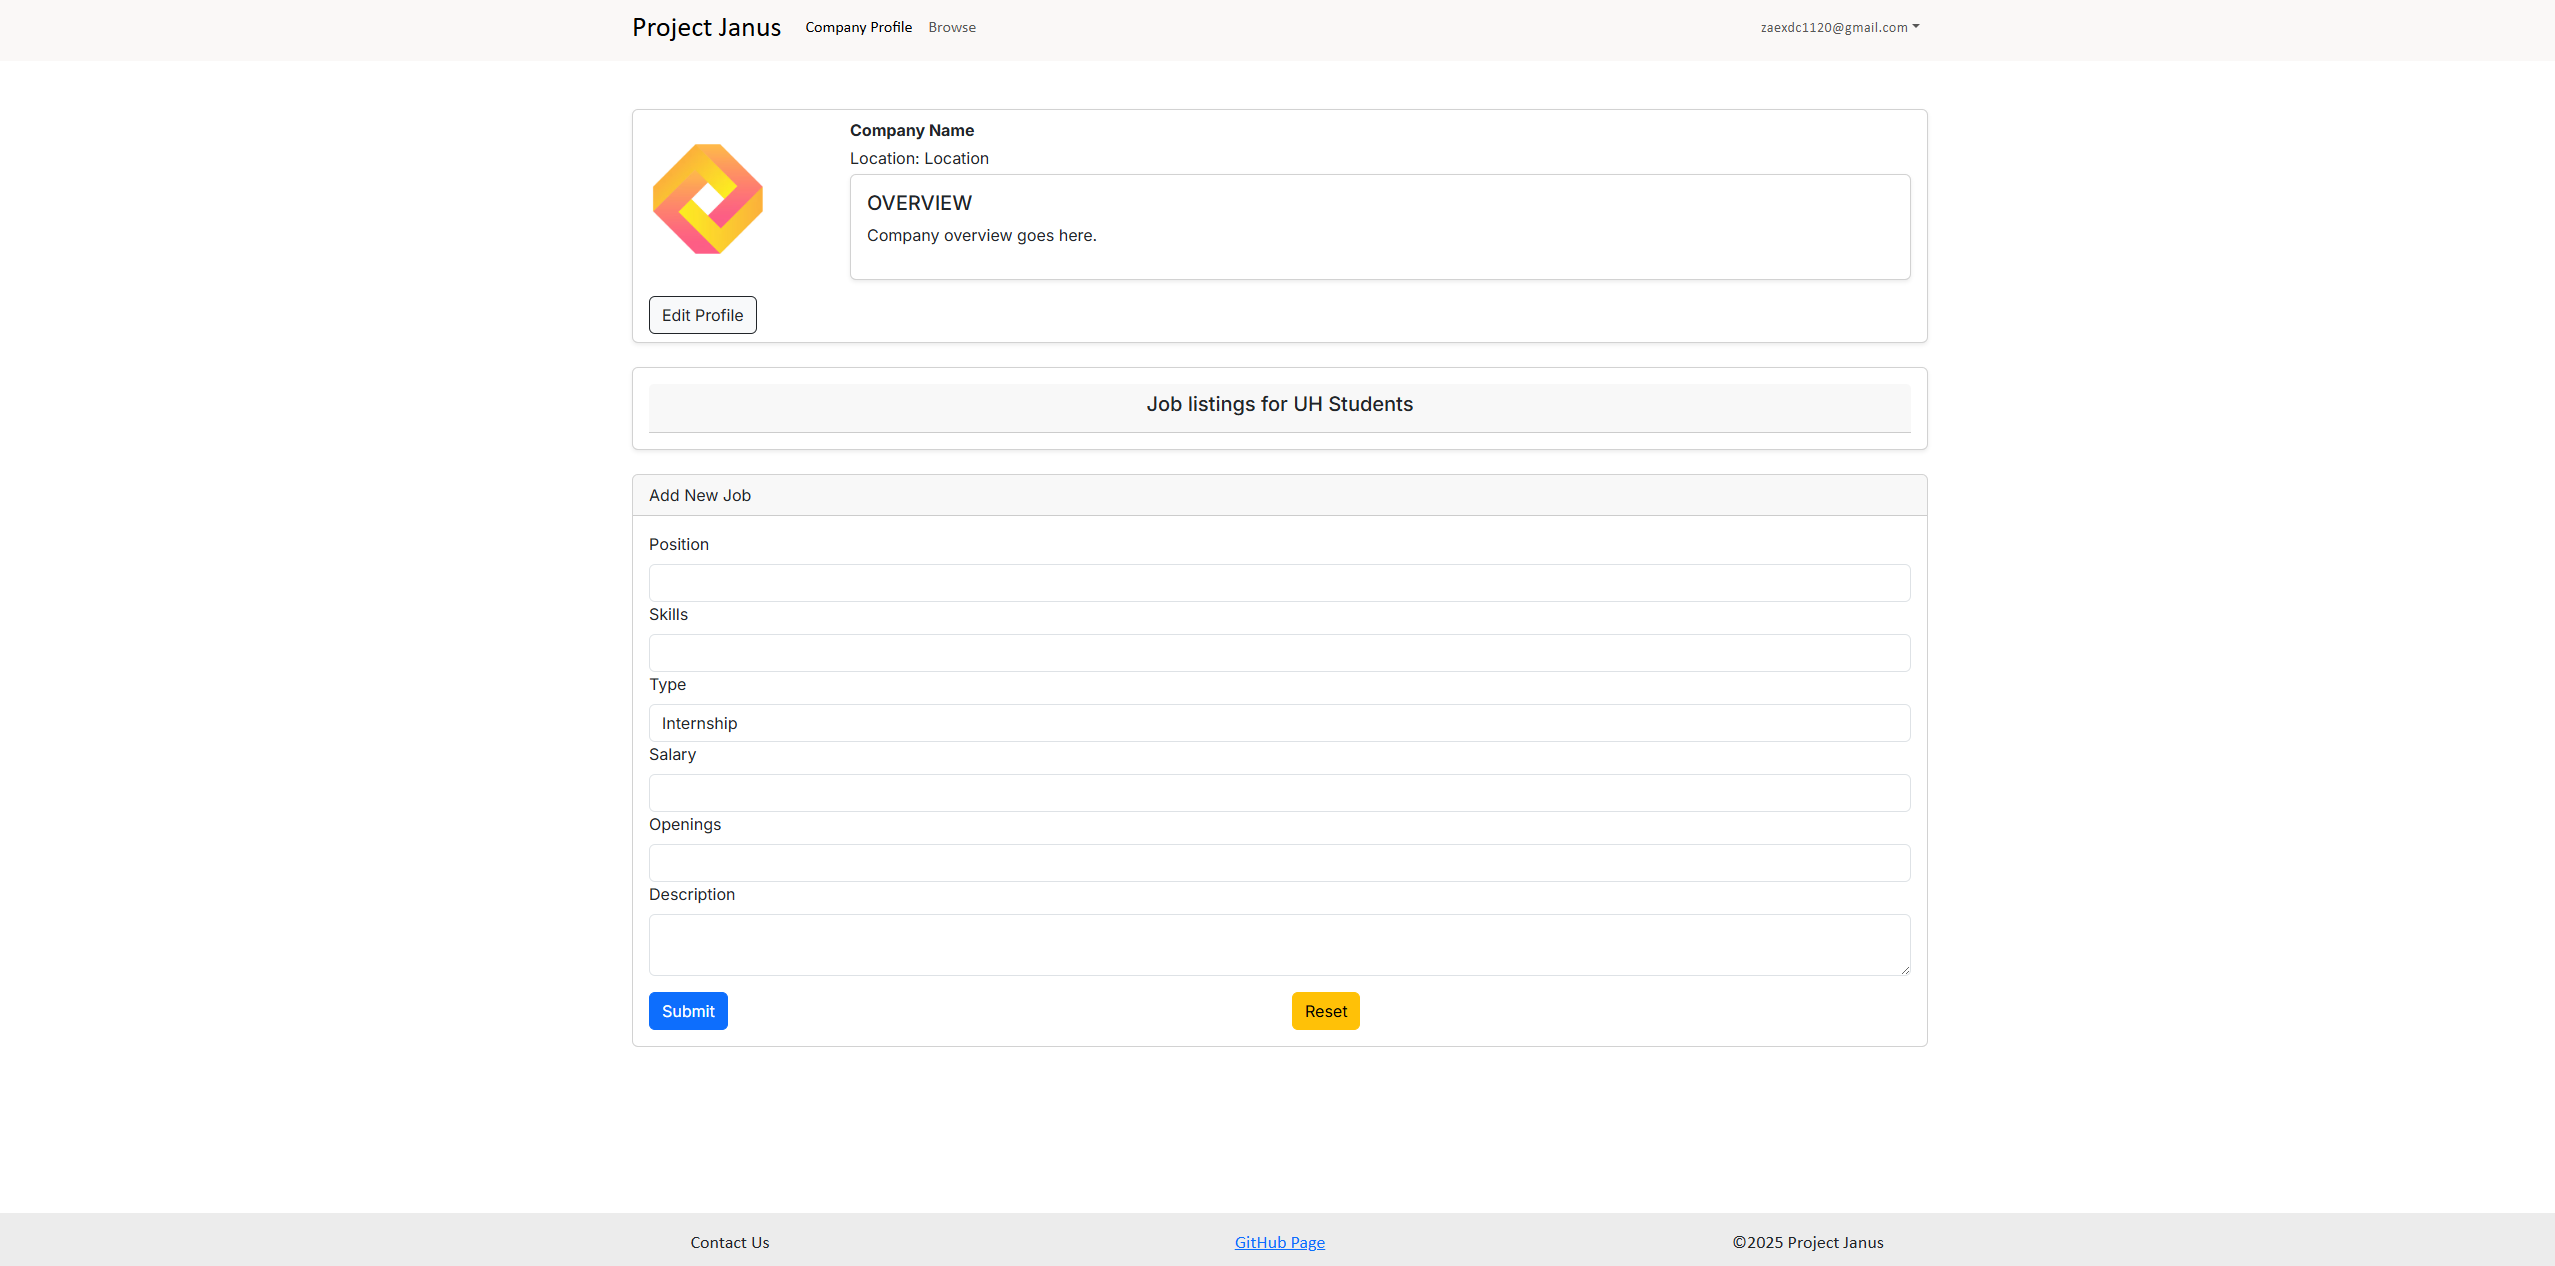 Project Janus Company Profile Browse zaexdc1120@gmail.com
Company Name
Location: Location
OVERVIEW
Company overview goes here.
Edit Profile
Job listings for UH Students
Add New Job
Position
Skills
Type
Internship
Salary
Openings
Description
Submit Reset
Contact Us GitHub Page ©2025 Project Janus